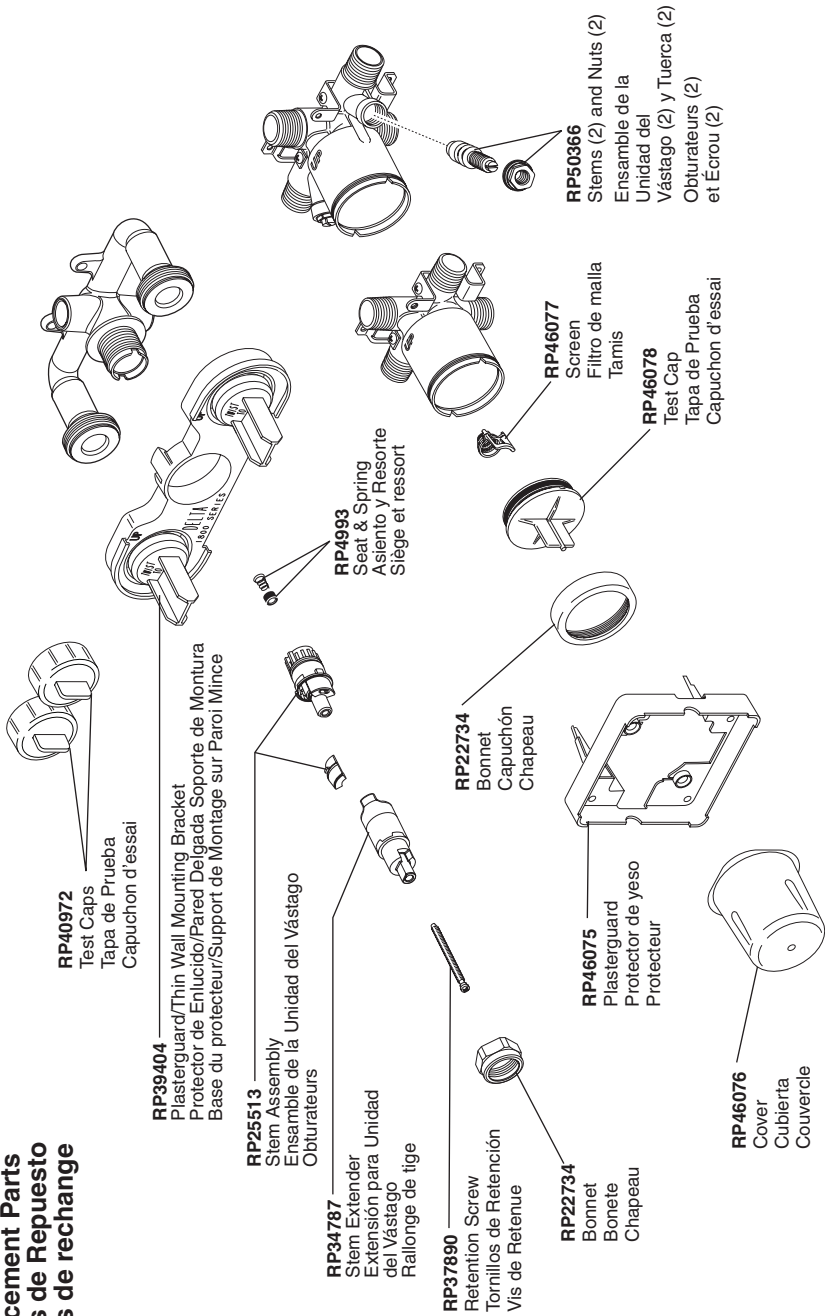 cement Parts
s de Repuesto
s de rechange
RP40972
Test Caps
Tapa de Prueba
Capuchon d'essai
RP39404
Plasterguard/Thin Wall Mounting Bracket
Protector de Enlucido/Pared Delgada Soporte de Montura
Base du protecteur/Support de Montage sur Paroi Mince
UP
TWIST
TO
DELTA
1800 SERIES
UP
TWIST
TO
RP25513
Stem Assembly
Ensamble de la Unidad del Vástago
Obturateurs
RP4993
Seat & Spring
Asiento y Resorte
Siège et ressort
RP34787
Stem Extender
Extensión para Unidad
del Vástago
Rallonge de tige
RP37890
Retention Screw
Tornillos de Retención
Vis de Retenue
RP22734
Bonnet
Bonete
Chapeau
RP50366
Stems (2) and Nuts (2)
Ensamble de la
Unidad del
Vástago (2) y Tuerca (2)
Obturateurs (2)
et Écrou (2)
RP46077
Screen
Filtro de malla
Tamis
RP46078
Test Cap
Tapa de Prueba
Capuchon d'essai
RP22734
Bonnet
Capuchón
Chapeau
RP46075
Plasterguard
Protector de yeso
Protecteur
RP46076
Cover
Cubierta
Couvercle